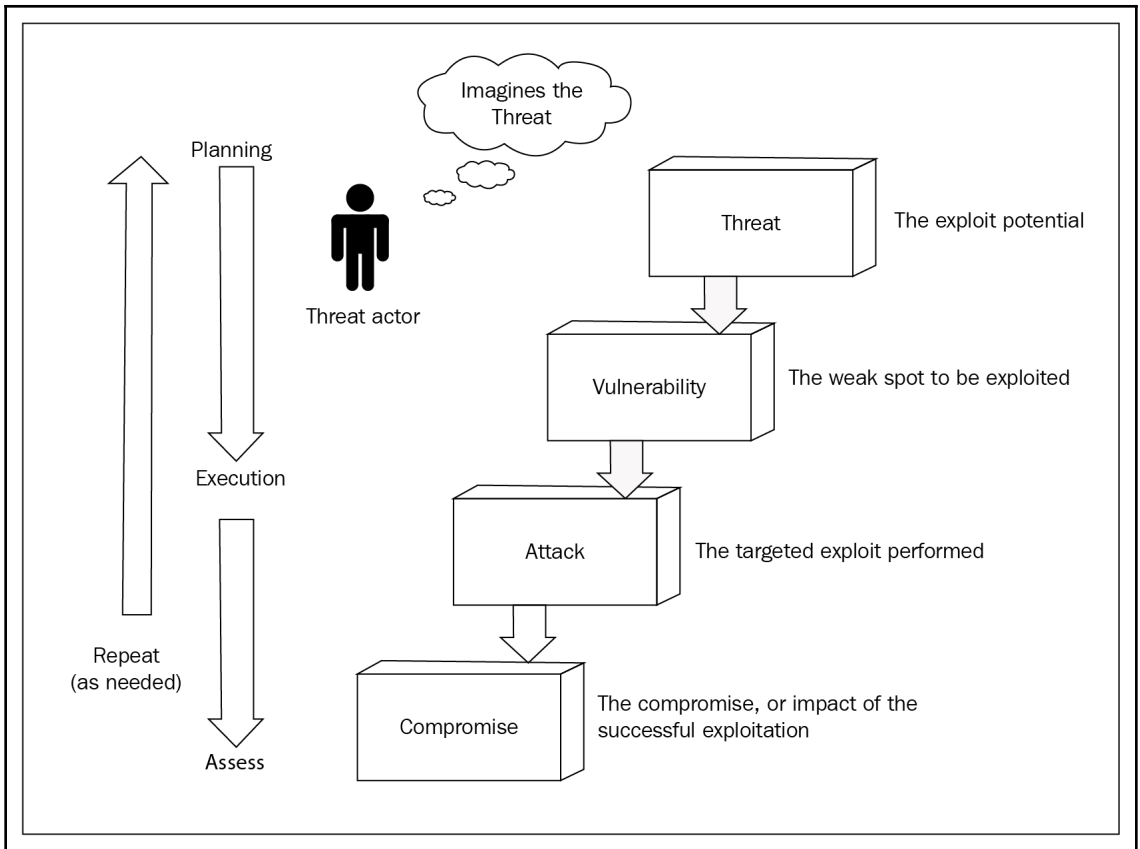 Imagines the
Threat
Planning
Threat
The exploit potential
Threat actor
Vulnerability
The weak spot to be exploited
Execution
Attack
The targeted exploit performed
Repeat
(as needed)
Compromise
The compromise, or impact of the
successful exploitation
Assess